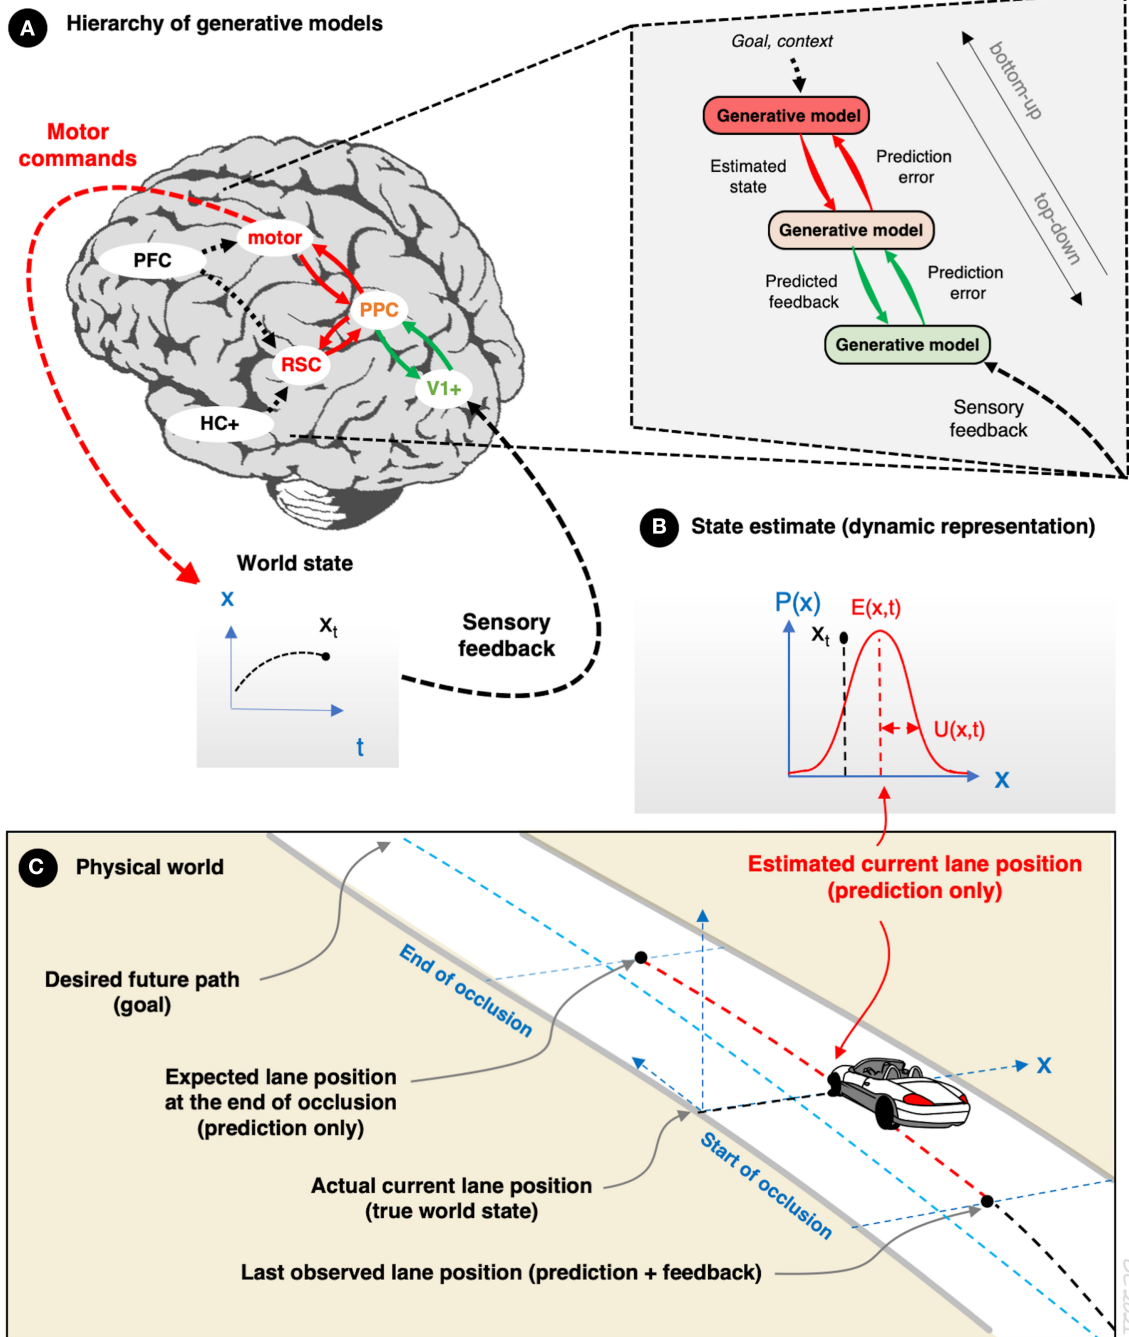 A Hierarchy of generative models
Motor
commands
motor
PFC
PPC
RSC
V1+
HC+
World state
x
Xt
t
Sensory
feedback
Goal, context
Generative model
Estimated
state
Prediction
error
Generative model
Predicted
feedback
Prediction
error
Generative model
Sensory
feedback
bottom-up
top-down
B State estimate (dynamic representation)
P(x)
E(x,t)
Xt
U(x,t)
X
C Physical world
Estimated current lane position
(prediction only)
Desired future path
(goal)
End of occlusion
Expected lane position
at the end of occlusion
(prediction only)
X
Start of occlusion
Actual current lane position
(true world state)
Last observed lane position (prediction + feedback)